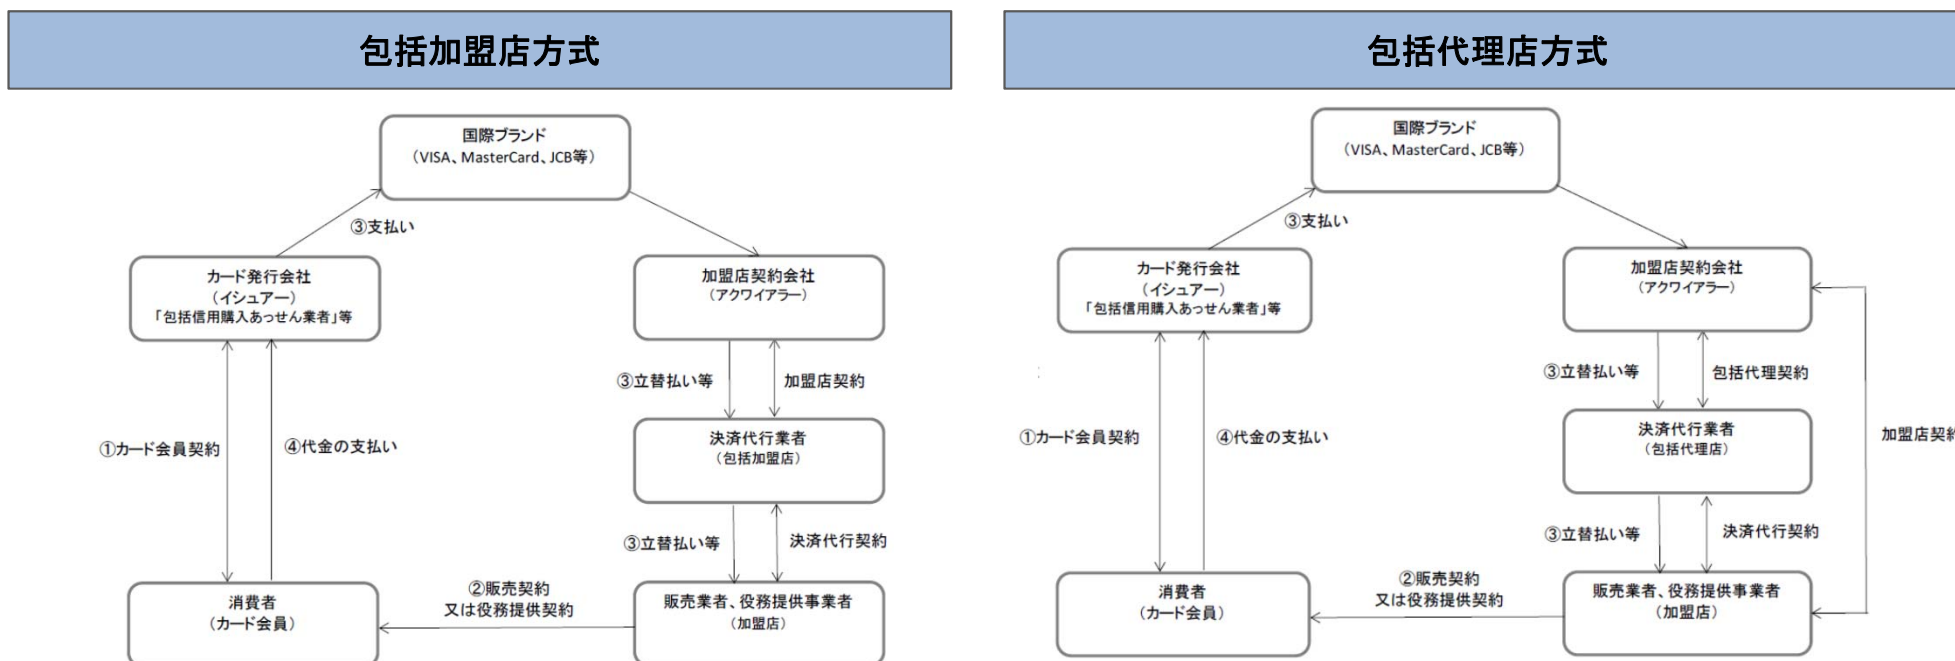 包括加盟店方式
国際ブランド
（VISA、MasterCard、JCB等）
③支払い
カード発行会社
（イシュアー）
「包括信用購入あっせん業者」等
加盟店契約会社
（アクワイアラー）
③立替払い等
加盟店契約
①カード会員契約
④代金の支払い
決済代行業者
（包括加盟店）
③立替払い等
決済代行契約
消費者
（カード会員）
②販売契約
又は役務提供契約
販売業者、役務提供事業者
（加盟店）
包括代理店方式
国際ブランド
（VISA、MasterCard、JCB等）
③支払い
カード発行会社
（イシュアー）
「包括信用購入あっせん業者」等
加盟店契約会社
（アクワイアラー）
③立替払い等
包括代理契約
①カード会員契約
④代金の支払い
決済代行業者
（包括代理店）
加盟店契約
③立替払い等
決済代行契約
消費者
（カード会員）
②販売契約
又は役務提供契約
販売業者、役務提供事業者
（加盟店）